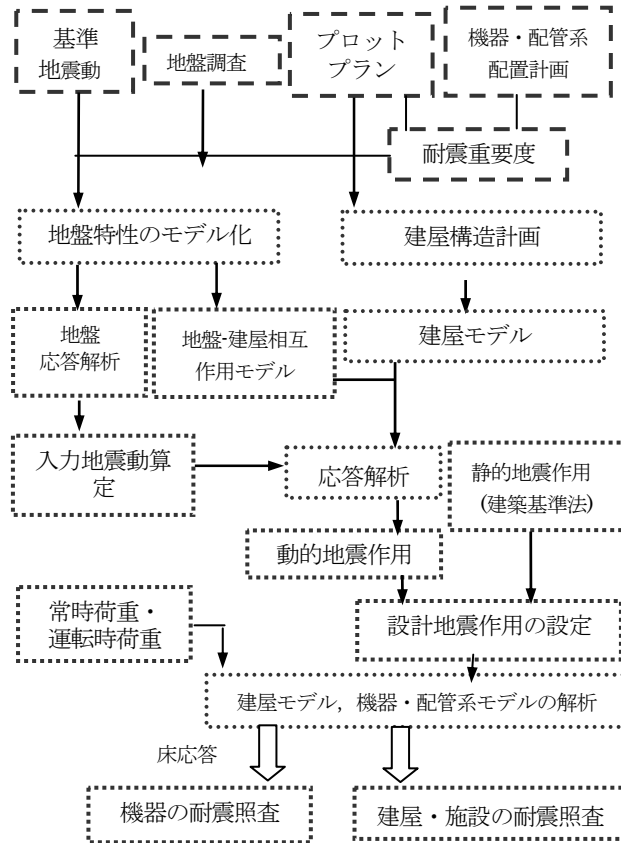 基準
地震動
地盤調査
プロット
プラン
機器・配管系
配置計画
耐震重要度
地盤特性のモデル化
建屋構造計画
地盤
応答解析
地盤-建屋相互
作用モデル
建屋モデル
入力地震動算
定
応答解析
静的地震作用
(建築基準法)
動的地震作用
常時荷重・
運転時荷重
設計地震作用の設定
建屋モデル，機器・配管系モデルの解析
床応答
機器の耐震照査
建屋・施設の耐震照査